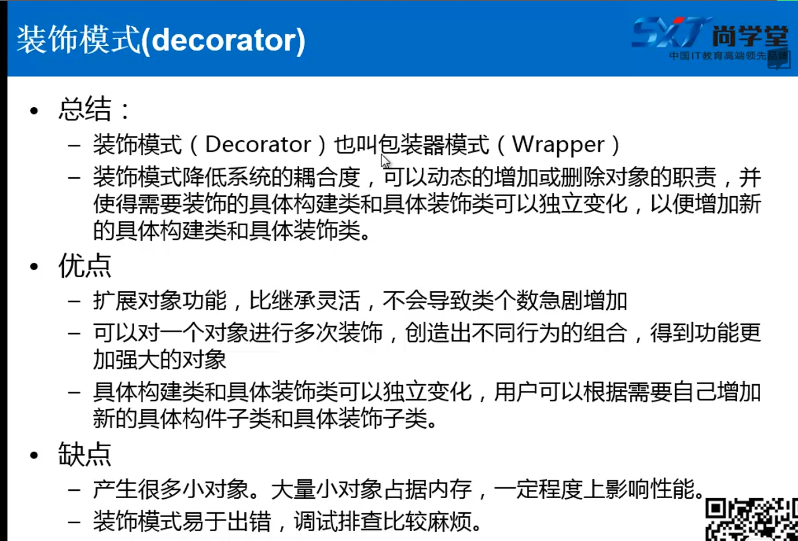 装饰模式(decorator)
SXT 尚学堂
中国IT教育高端领先品牌
• 总结：
– 装饰模式（Decorator）也叫包装器模式（Wrapper）
– 装饰模式降低系统的耦合度，可以动态的增加或删除对象的职责，并
使得需要装饰的具体构建类和具体装饰类可以独立变化，以便增加新
的具体构建类和具体装饰类。
• 优点
– 扩展对象功能，比继承灵活，不会导致类个数急剧增加
– 可以对一个对象进行多次装饰，创造出不同行为的组合，得到功能更
加强大的对象
– 具体构建类和具体装饰类可以独立变化，用户可以根据需要自己增加
新的具体构件子类和具体装饰子类。
• 缺点
– 产生很多小对象。大量小对象占据内存，一定程度上影响性能。
– 装饰模式易于出错，调试排查比较麻烦。